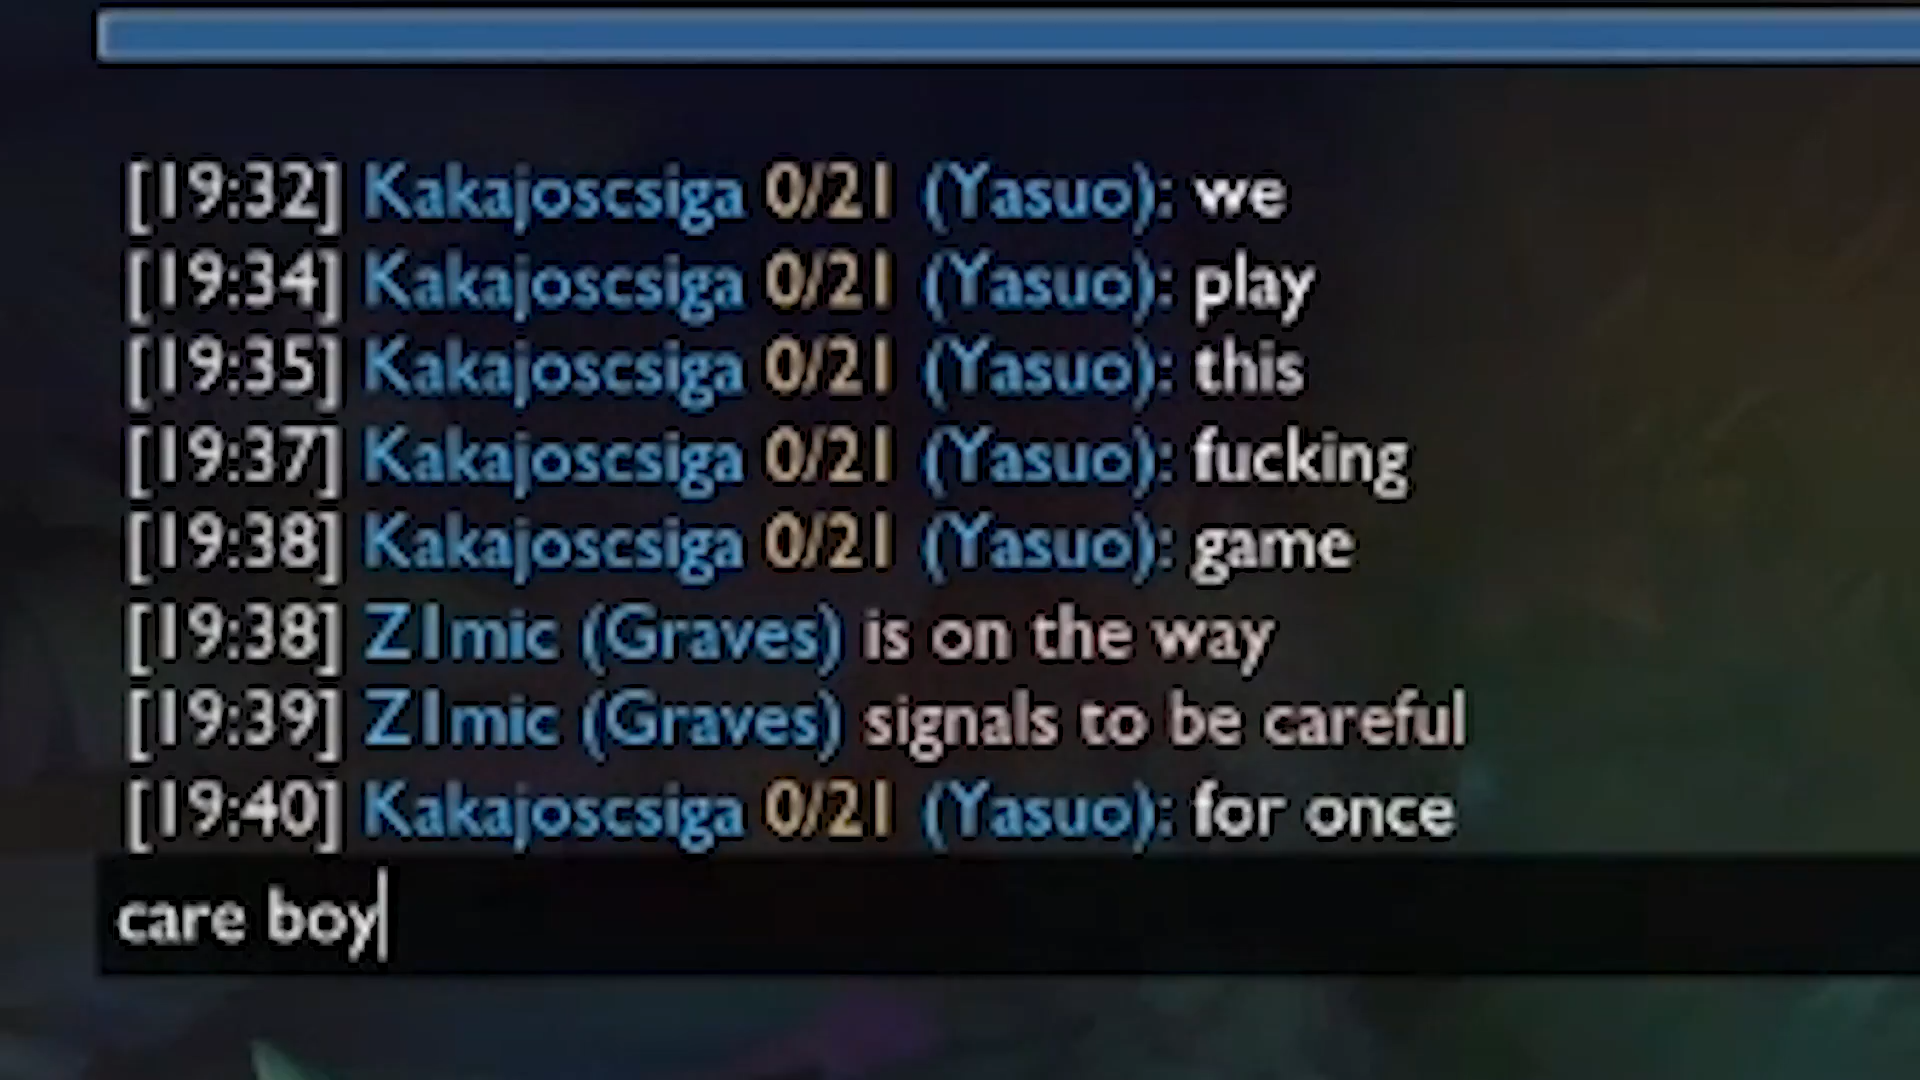 [19:32] Kakajoscsiga 0/21 (Yasuo): we
[19:34] Kakajoscsiga 0/21 (Yasuo): play
[19:35] Kakajoscsiga 0/21 (Yasuo): this
[19:37] Kakajoscsiga 0/21 (Yasuo): fucking
[19:38] Kakajoscsiga 0/21 (Yasuo): game
[19:38] Z1mic (Graves) is on the way
[19:39] Z1mic (Graves) signals to be careful
[19:40] Kakajoscsiga 0/21 (Yasuo): for once
care boy